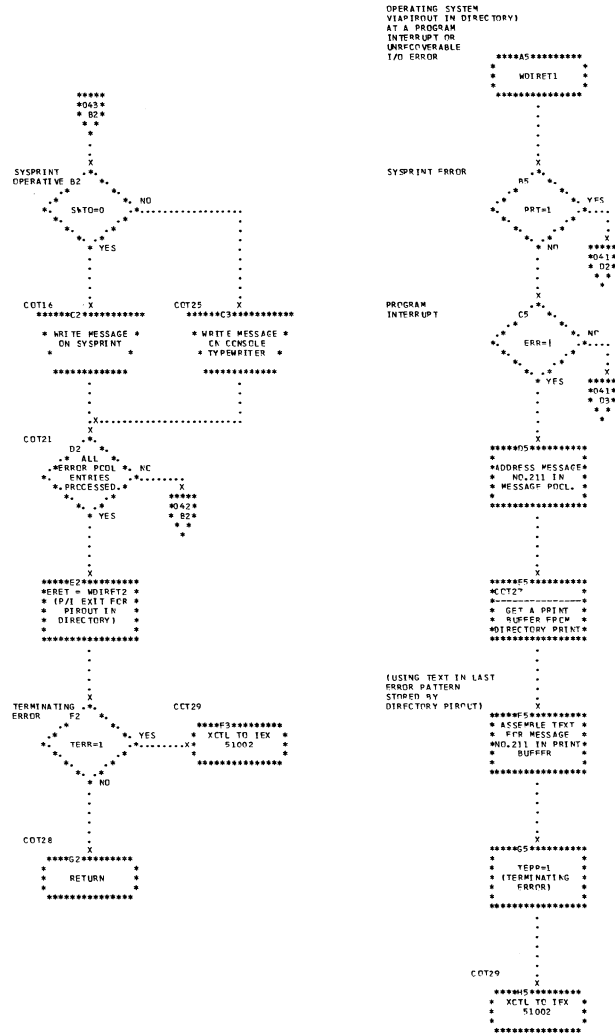 OPERATING SYSTEM
VIAPIROUT IN DIRECTORY)
AT A PROGRAM
INTERRUPT OR
UNRECOVERABLE
I/O ERROR
A5
WDIRET1
043
B2
SYSPRINT
OPERATIVE B2
SWTO=0
NO
YES
SYSPRINT ERROR
B5
PRT=1
YES
NO
041
D2
COT16
C2
WRITE MESSAGE
ON SYSPRINT
COT25
C3
WRITE MESSAGE
ON CONSOLE
TYPEWRITER
PROGRAM
INTERRUPT
C5
ERR=1
NO
YES
041
D3
COT21
D2
ALL
ERROR POOL
ENTRIES
PROCESSED.
NO
YES
042
B2
D5
ADDRESS MESSAGE
NO.211 IN
MESSAGE POOL.
E2
ERET = WDIRET2
(P/I EXIT FOR
PIROUT IN
DIRECTORY)
E5
COT27
GET A PRINT
BUFFER FROM
DIRECTORY PRINT
(USING TEXT IN LAST
ERROR PATTERN
STORED BY
DIRECTORY PIROUT)
F5
ASSEMBLE TEXT
FOR MESSAGE
NO.211 IN PRINT
BUFFER
TERMINATING
ERROR
F2
TERR=1
YES
NO
COT29
F3
XCTL TO IEX
51002
COT28
G2
RETURN
G5
TERR=1
(TERMINATING
ERROR)
COT29
H5
XCTL TO IEX
51002